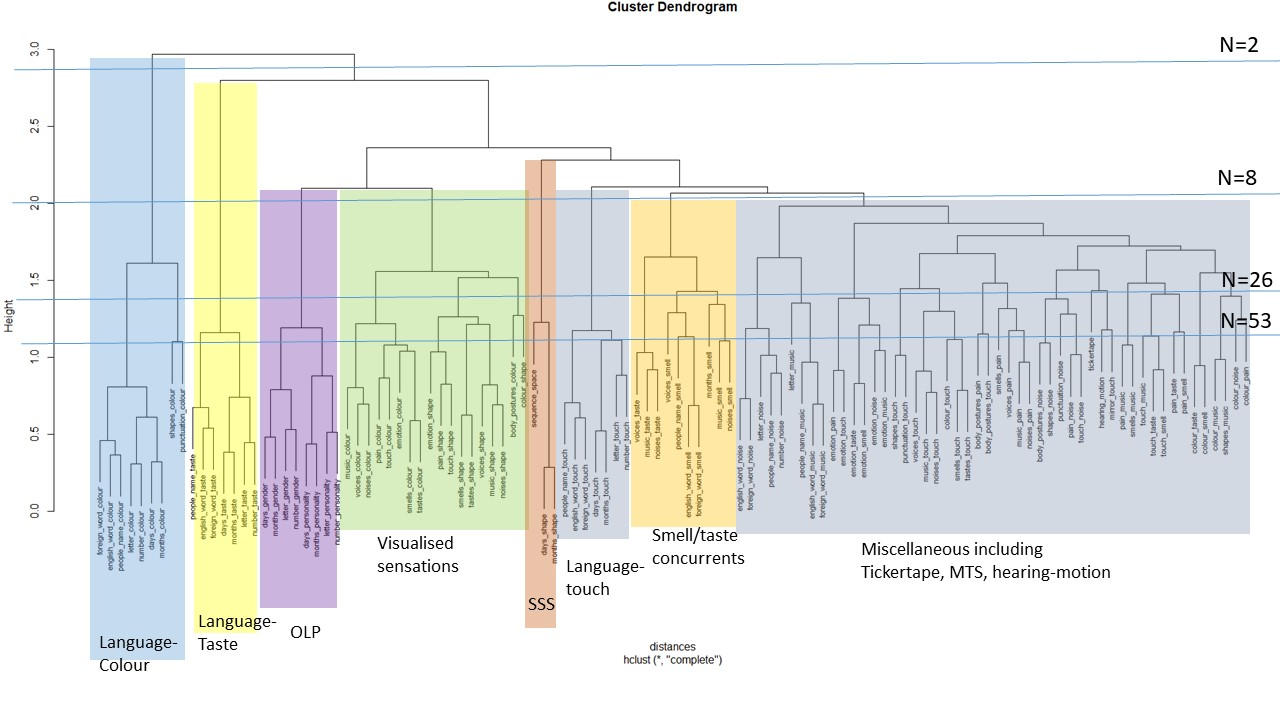 Cluster Dendrogram
N=2
N=8
N=26
N=53
Height
3.0
2.5
2.0
1.5
1.0
0.5
0.0
foreign_word_colour
english_word_colour
people_name_colour
letter_colour
number_colour
days_colour
months_colour
shapes_colour
punctuation_colour
people_name_taste
english_word_taste
foreign_word_taste
days_taste
months_taste
letter_taste
number_taste
days_gender
months_gender
letter_gender
number_gender
days_personality
months_personality
letter_personality
number_personality
music_colour
voices_colour
noises_colour
pain_colour
touch_colour
emotion_colour
smells_colour
tastes_colour
emotion_shape
pain_shape
touch_shape
smells_shape
tastes_shape
voices_shape
music_shape
noises_shape
body_postures_colour
colour_shape
sequence_space
days_shape
months_shape
people_name_touch
english_word_touch
foreign_word_touch
days_touch
months_touch
letter_touch
number_touch
voices_taste
music_taste
noises_taste
voices_smell
people_name_smell
english_word_smell
foreign_word_smell
months_smell
music_smell
noises_smell
english_word_noise
foreign_word_noise
letter_noise
people_name_noise
number_noise
letter_music
people_name_music
english_word_music
foreign_word_music
emotion_pain
emotion_touch
emotion_taste
emotion_smell
emotion_noise
emotion_music
shapes_touch
punctuation_touch
voices_touch
music_touch
noises_touch
colour_touch
smells_touch
tastes_touch
body_postures_pain
body_postures_touch
smells_pain
voices_pain
music_pain
noises_pain
body_postures_noise
shapes_noise
punctuation_noise
pain_noise
touch_noise
tickertape
hearing_motion
mirror_touch
pain_music
smells_music
touch_music
touch_taste
touch_smell
pain_taste
pain_smell
colour_taste
colour_smell
colour_music
shapes_music
colour_noise
colour_pain
Language-
Colour
Language-
Taste
OLP
Visualised
sensations
SSS
Language-
touch
Smell/taste
concurrents
Miscellaneous including
Tickertape, MTS, hearing-motion
distances
hclust (*, "complete")